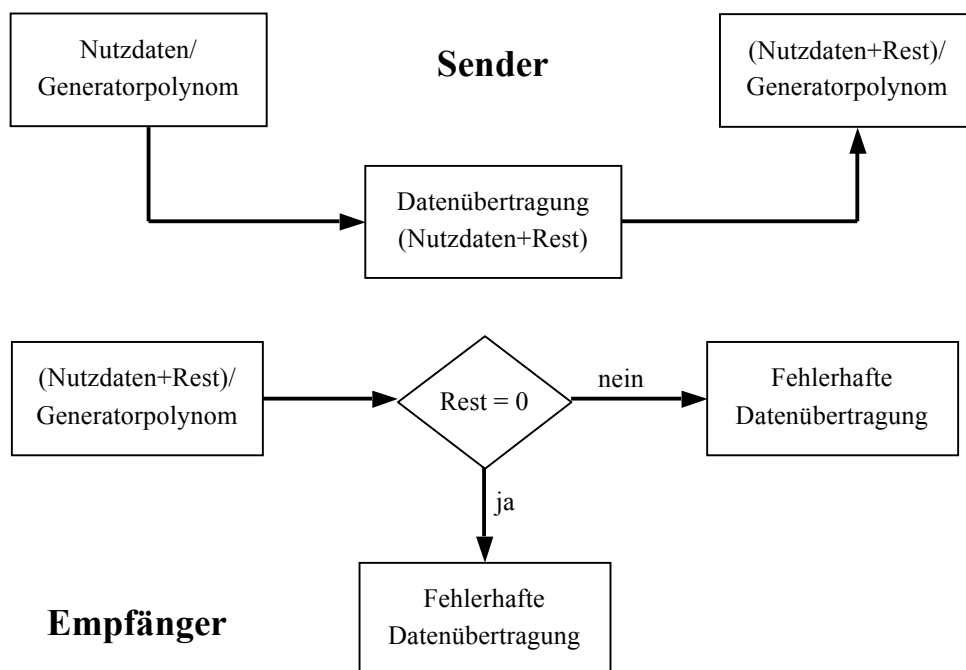 Nutzdaten/
Generatorpolynom
Sender
(Nutzdaten+Rest)/
Generatorpolynom
Datenübertragung
(Nutzdaten+Rest)
(Nutzdaten+Rest)/
Generatorpolynom
Rest = 0
nein
Fehlerhafte
Datenübertragung
ja
Fehlerhafte
Datenübertragung
Empfänger